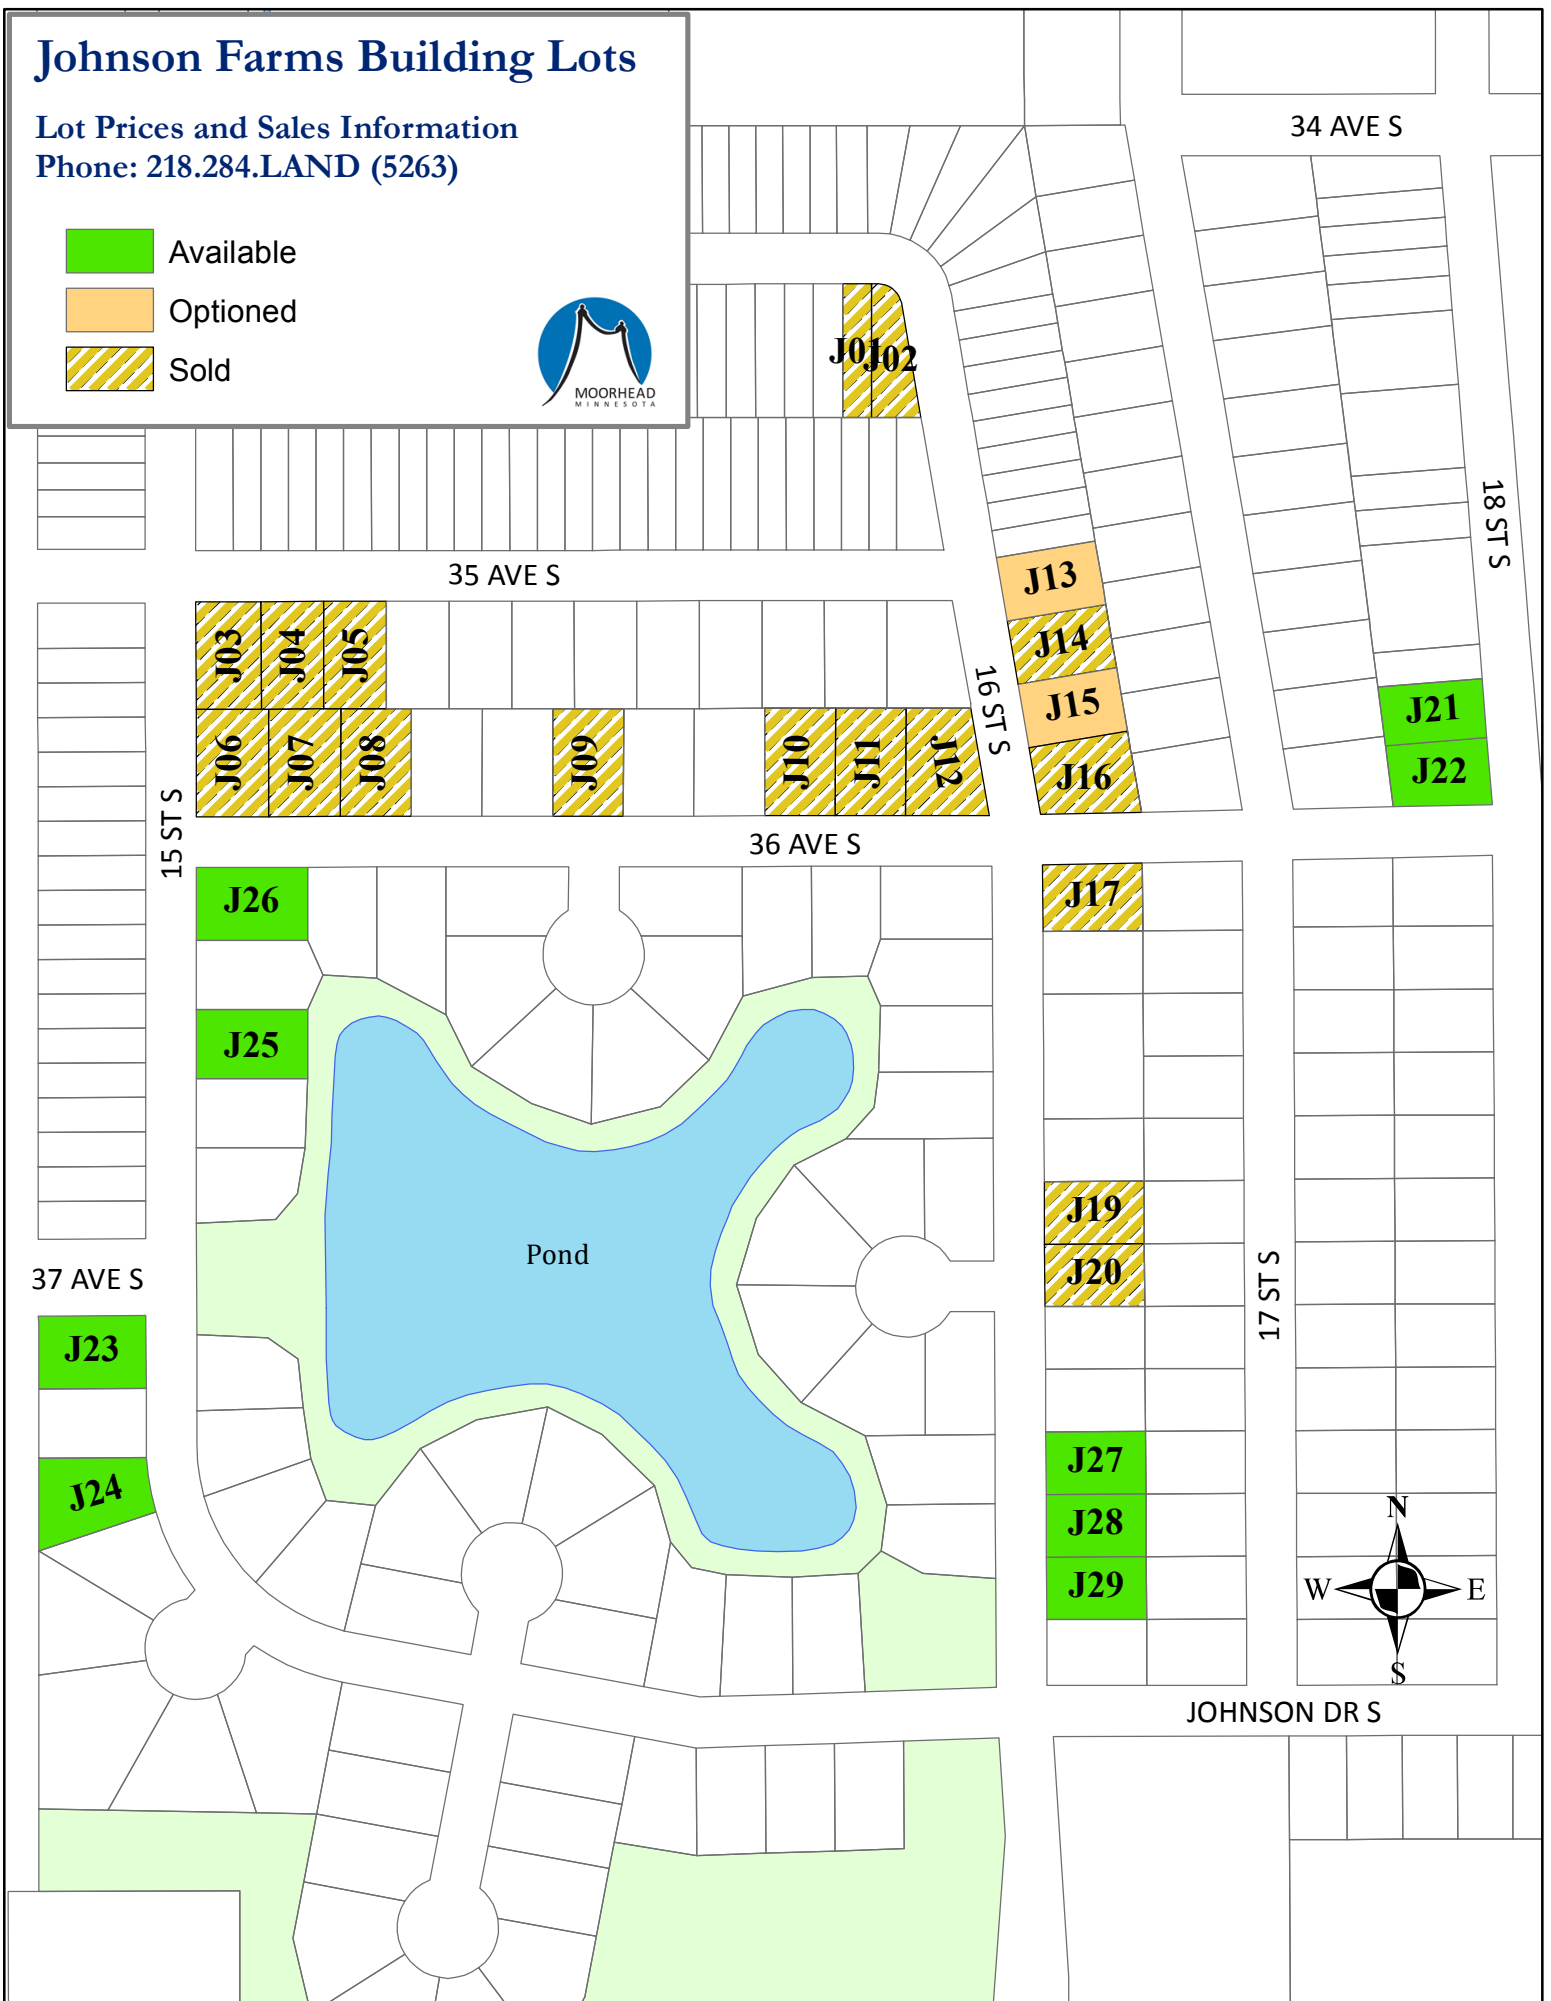 Johnson Farms Building Lots
Lot Prices and Sales Information
Phone: 218.284.LAND (5263)
Available
Optioned
Sold
MOORHEAD
MINNESOTA
34 AVE S
J01
J02
18 ST S
35 AVE S
J13
J03
J04
J05
J14
16 ST S
J15
J21
J06
J07
J08
J09
J10
J11
J12
J16
J22
15 ST S
36 AVE S
J26
J17
J25
J19
Pond
J20
37 AVE S
17 ST S
J23
J27
J24
J28
N
J29
W
E
S
JOHNSON DR S